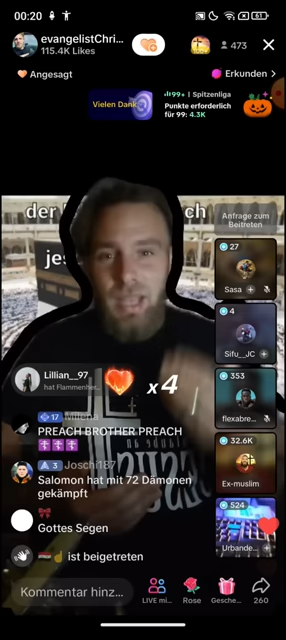 00:20
61
evangelistChri...
115.4K Likes
473
Angesagt
Erkunden >
Vielen Dank
99+ | Spitzenliga
Punkte erforderlich
für 99: 4.3K
der
ch
Anfrage zum
Beitreten
27
Sasa
4
Sifu__JC
353
flexabre...
32.6K
Ex-muslim
524
Urbande...
Lillian__97
hat Flammenher...
x4
17
PREACH BROTHER PREACH
3 Joschi187
Salomon hat mit 72 Dämonen
gekämpft
Gottes Segen
ist beigetreten
Kommentar hinz...
LIVE mi...
Rose
Gesche...
260